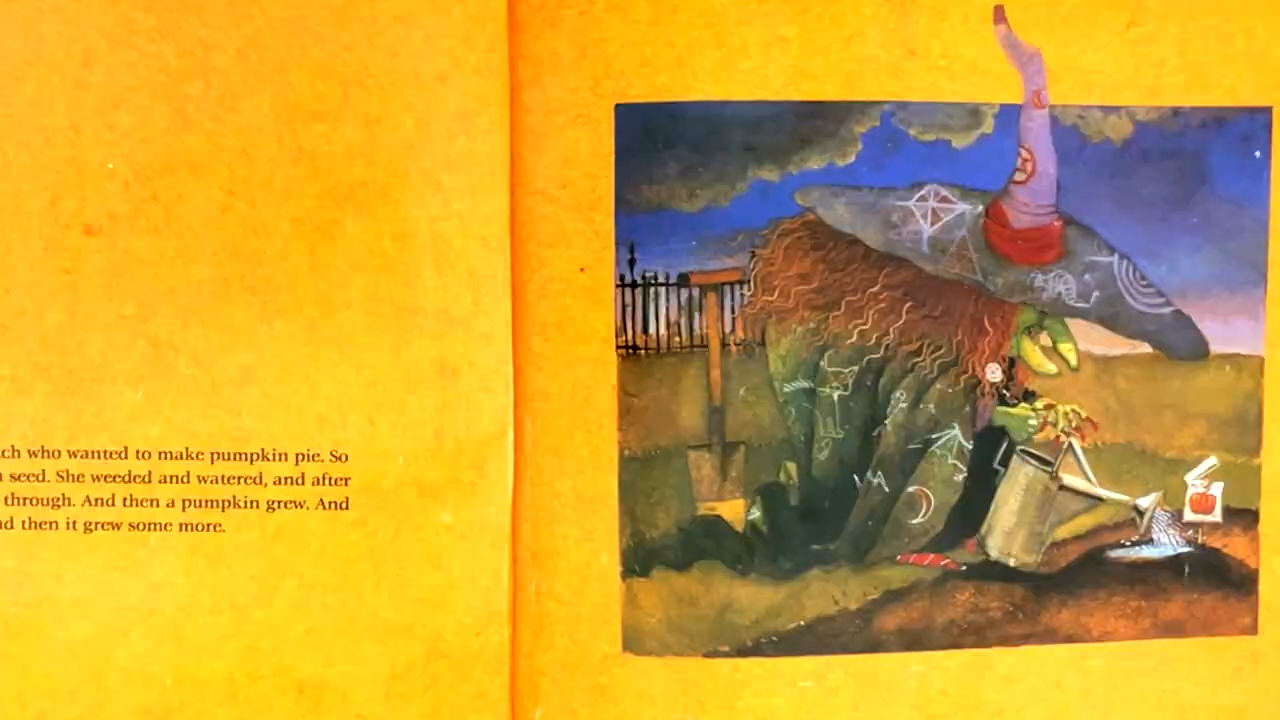 ch who wanted to make pumpkin pie. So
seed. She weeded and watered, and after
through. And then a pumpkin grew. And
d then it grew some more.